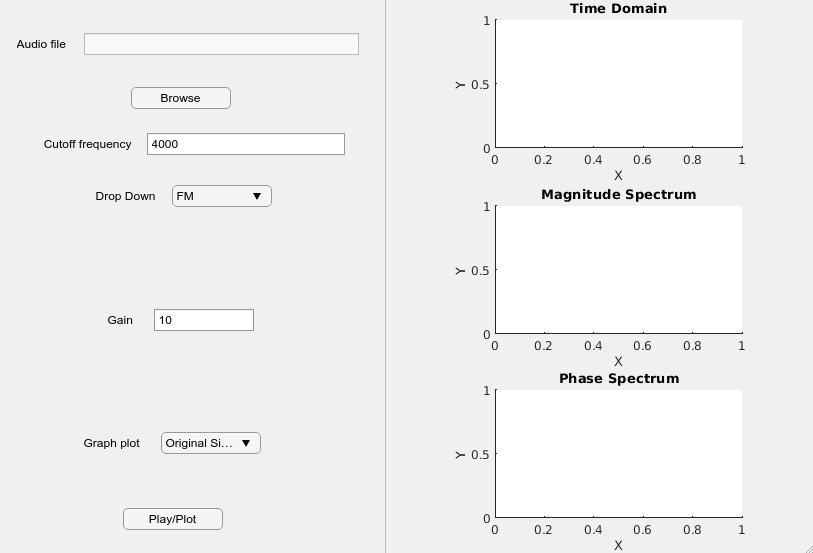 Audio file
Browse
Cutoff frequency 4000
Drop Down FM
Gain 10
Graph plot Original Si...
Play/Plot
Time Domain
1
Y 0.5
0
0 0.2 0.4 0.6 0.8 1
X
Magnitude Spectrum
1
Y 0.5
0
0 0.2 0.4 0.6 0.8 1
X
Phase Spectrum
1
Y 0.5
0
0 0.2 0.4 0.6 0.8 1
X